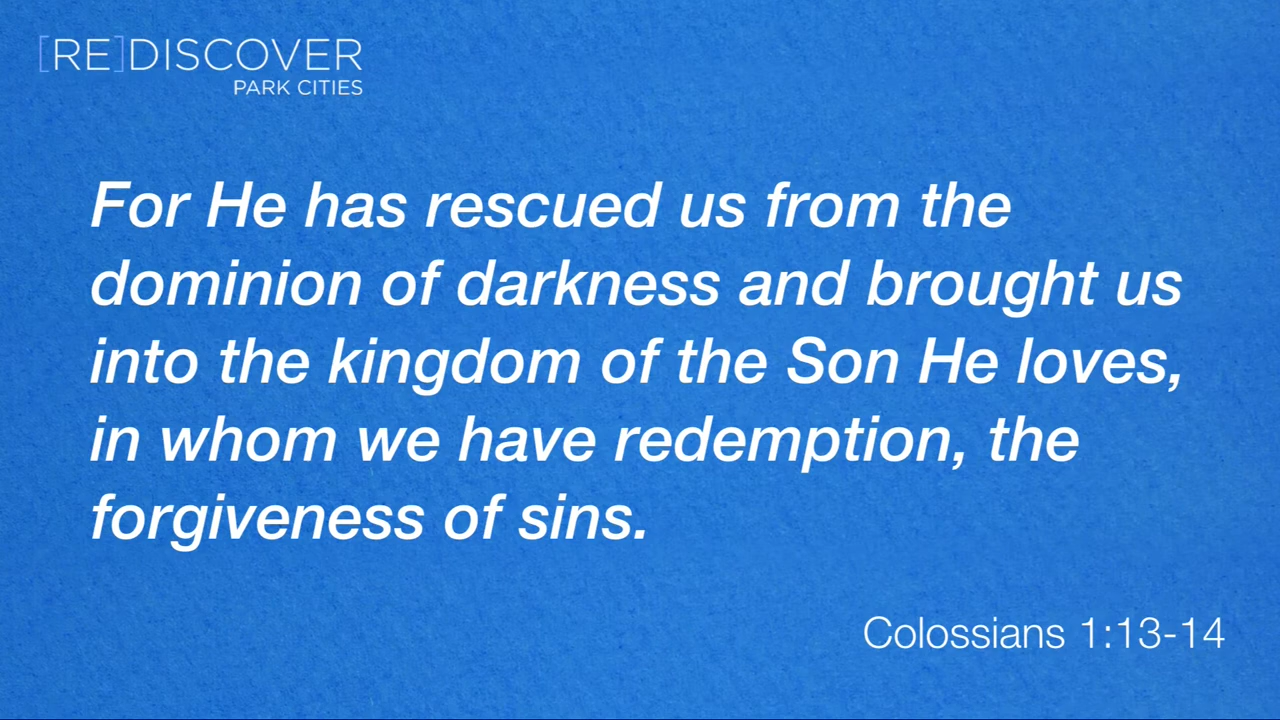 [RE]DISCOVER
PARK CITIES
For He has rescued us from the
dominion of darkness and brought us
into the kingdom of the Son He loves,
in whom we have redemption, the
forgiveness of sins.
Colossians 1:13-14